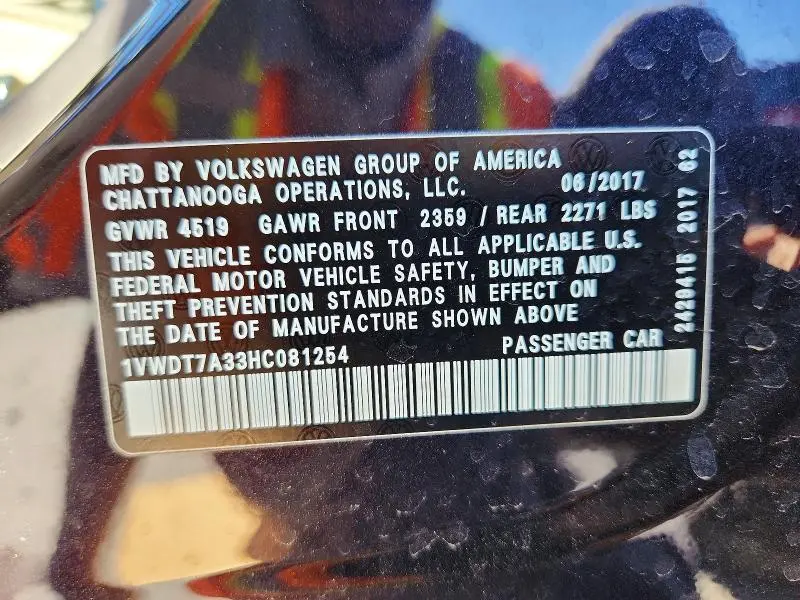 MFD BY VOLKSWAGEN GROUP OF AMERICA
CHATTANOOGA OPERATIONS, LLC. 06/2017
GVWR 4519 GAWR FRONT 2359 / REAR 2271 LBS
THIS VEHICLE CONFORMS TO ALL APPLICABLE U.S.
FEDERAL MOTOR VEHICLE SAFETY, BUMPER AND
THEFT PREVENTION STANDARDS IN EFFECT ON
THE DATE OF MANUFACTURE SHOWN ABOVE
1VWDT7A33HC081254 PASSENGER CAR
2429415 2017 02